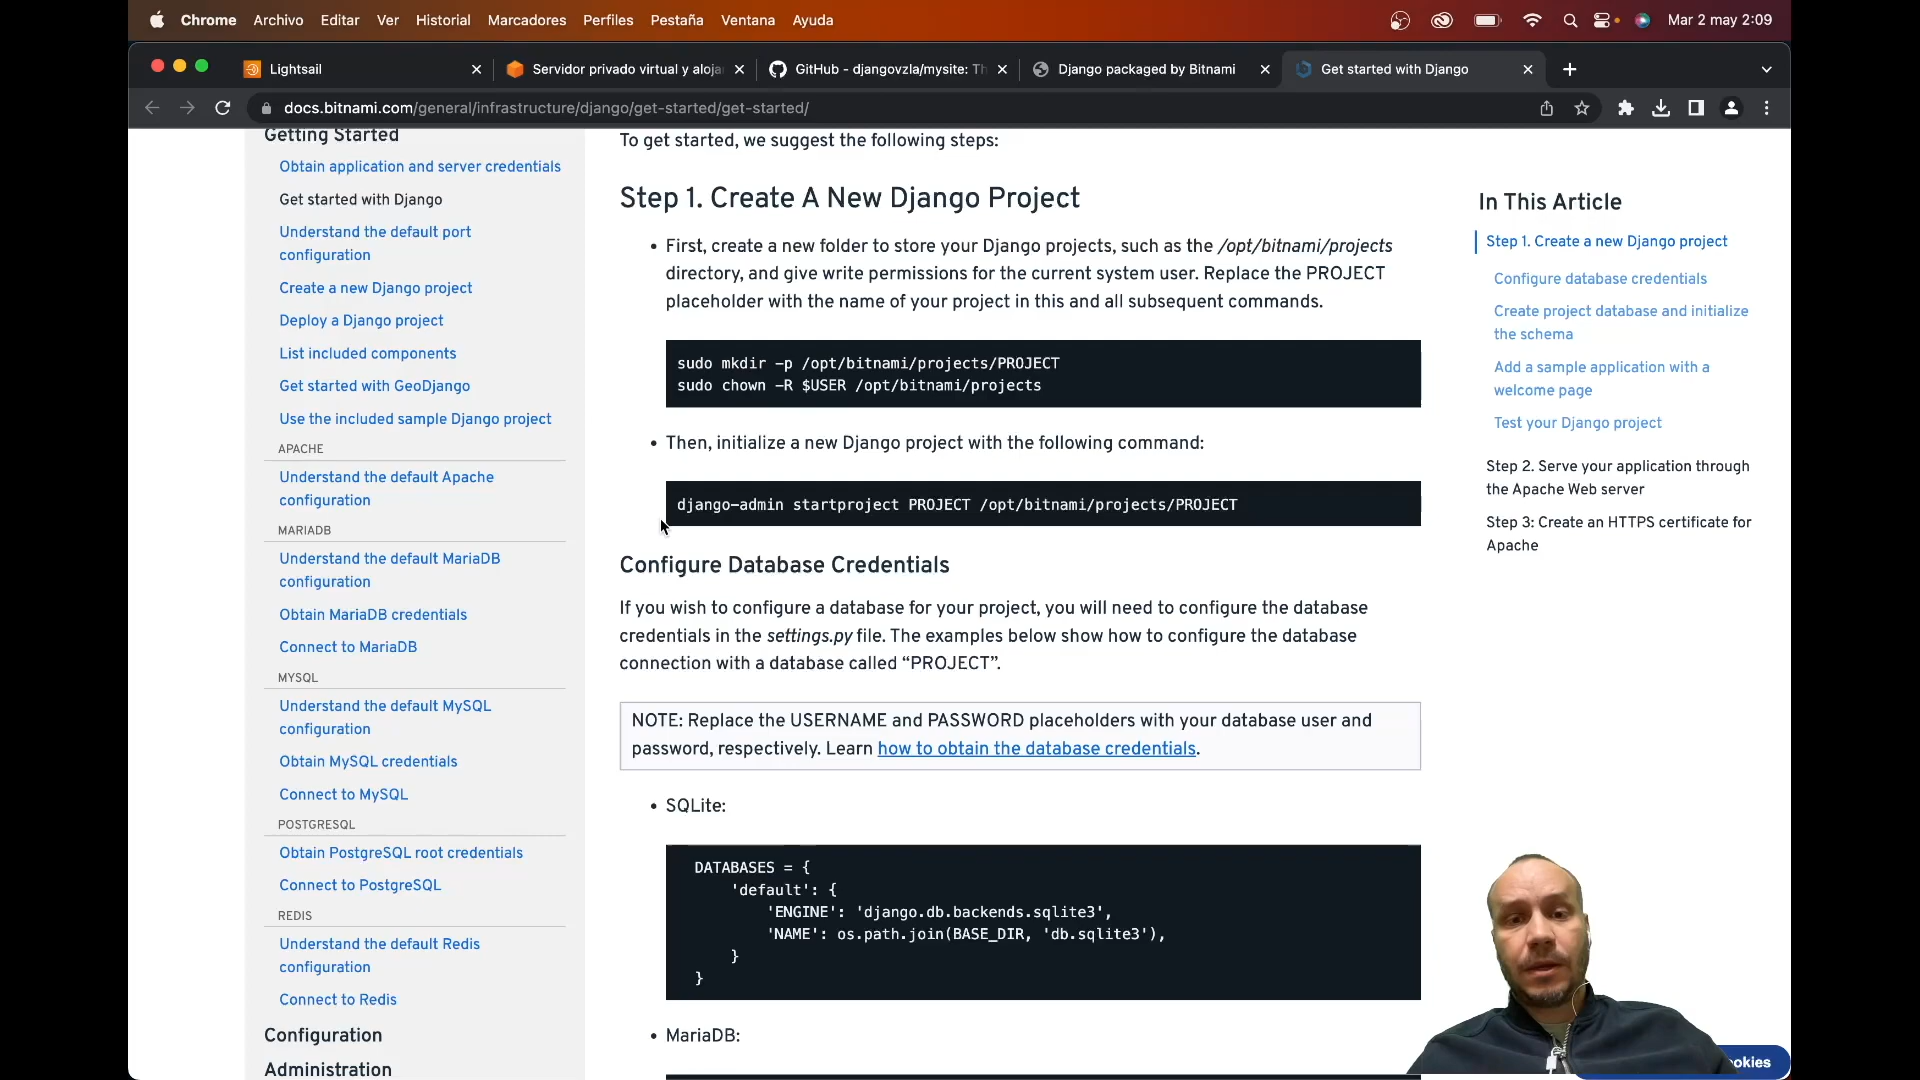 Chrome Archivo Editar Ver Historial Marcadores Perfiles Pestaña Ventana Ayuda Mar 2 may 2:09
Lightsail
Servidor privado virtual y aloja
GitHub - djangovzla/mysite: Th
Django packaged by Bitnami
Get started with Django
docs.bitnami.com/general/infrastructure/django/get-started/get-started/
Getting Started
Obtain application and server credentials
Get started with Django
Understand the default port
configuration
Create a new Django project
Deploy a Django project
List included components
Get started with GeoDjango
Use the included sample Django project
APACHE
Understand the default Apache
configuration
MARIADB
Understand the default MariaDB
configuration
Obtain MariaDB credentials
Connect to MariaDB
MYSQL
Understand the default MySQL
configuration
Obtain MySQL credentials
Connect to MySQL
POSTGRESQL
Obtain PostgreSQL root credentials
Connect to PostgreSQL
REDIS
Understand the default Redis
configuration
Connect to Redis
Configuration
Administration
To get started, we suggest the following steps:
Step 1. Create A New Django Project
• First, create a new folder to store your Django projects, such as the /opt/bitnami/projects
directory, and give write permissions for the current system user. Replace the PROJECT
placeholder with the name of your project in this and all subsequent commands.
sudo mkdir -p /opt/bitnami/projects/PROJECT
sudo chown -R $USER /opt/bitnami/projects
• Then, initialize a new Django project with the following command:
django-admin startproject PROJECT /opt/bitnami/projects/PROJECT
Configure Database Credentials
If you wish to configure a database for your project, you will need to configure the database
credentials in the settings.py file. The examples below show how to configure the database
connection with a database called “PROJECT”.
NOTE: Replace the USERNAME and PASSWORD placeholders with your database user and
password, respectively. Learn how to obtain the database credentials.
• SQLite:
DATABASES = {
'default': {
'ENGINE': 'django.db.backends.sqlite3',
'NAME': os.path.join(BASE_DIR, 'db.sqlite3'),
}
}
• MariaDB:
In This Article
Step 1. Create a new Django project
Configure database credentials
Create project database and initialize
the schema
Add a sample application with a
welcome page
Test your Django project
Step 2. Serve your application through
the Apache Web server
Step 3: Create an HTTPS certificate for
Apache
ookies